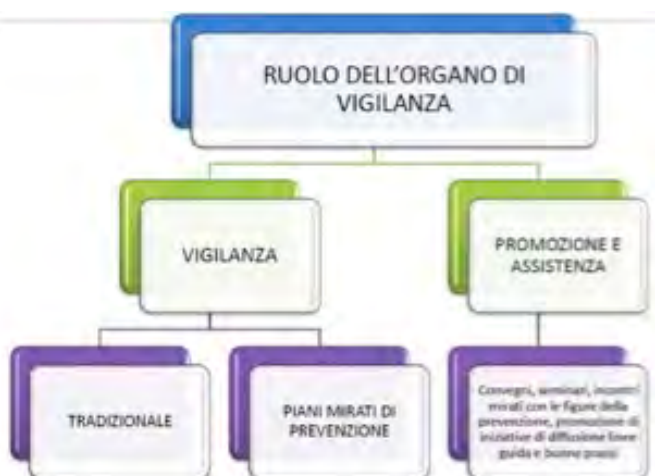 RUOLO DELL'ORGANO DI
VIGILANZA
VIGILANZA
PROMOZIONE E
ASSISTENZA
TRADIZIONALE
PIANI MIRATI DI
PREVENZIONE
Convegni, seminari, incontri
mirati con le figure della
prevenzione, promozione di
iniziative di diffusione linee
guida e buone prassi